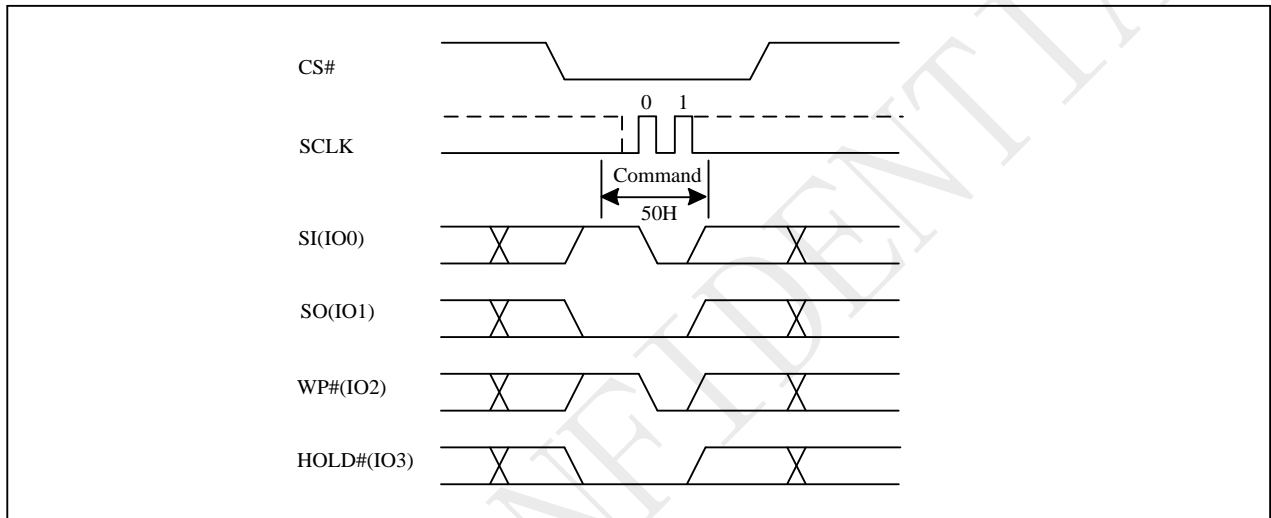 CS#
0 1
SCLK
Command
50H
SI(IO0)
SO(IO1)
WP#(IO2)
HOLD#(IO3)